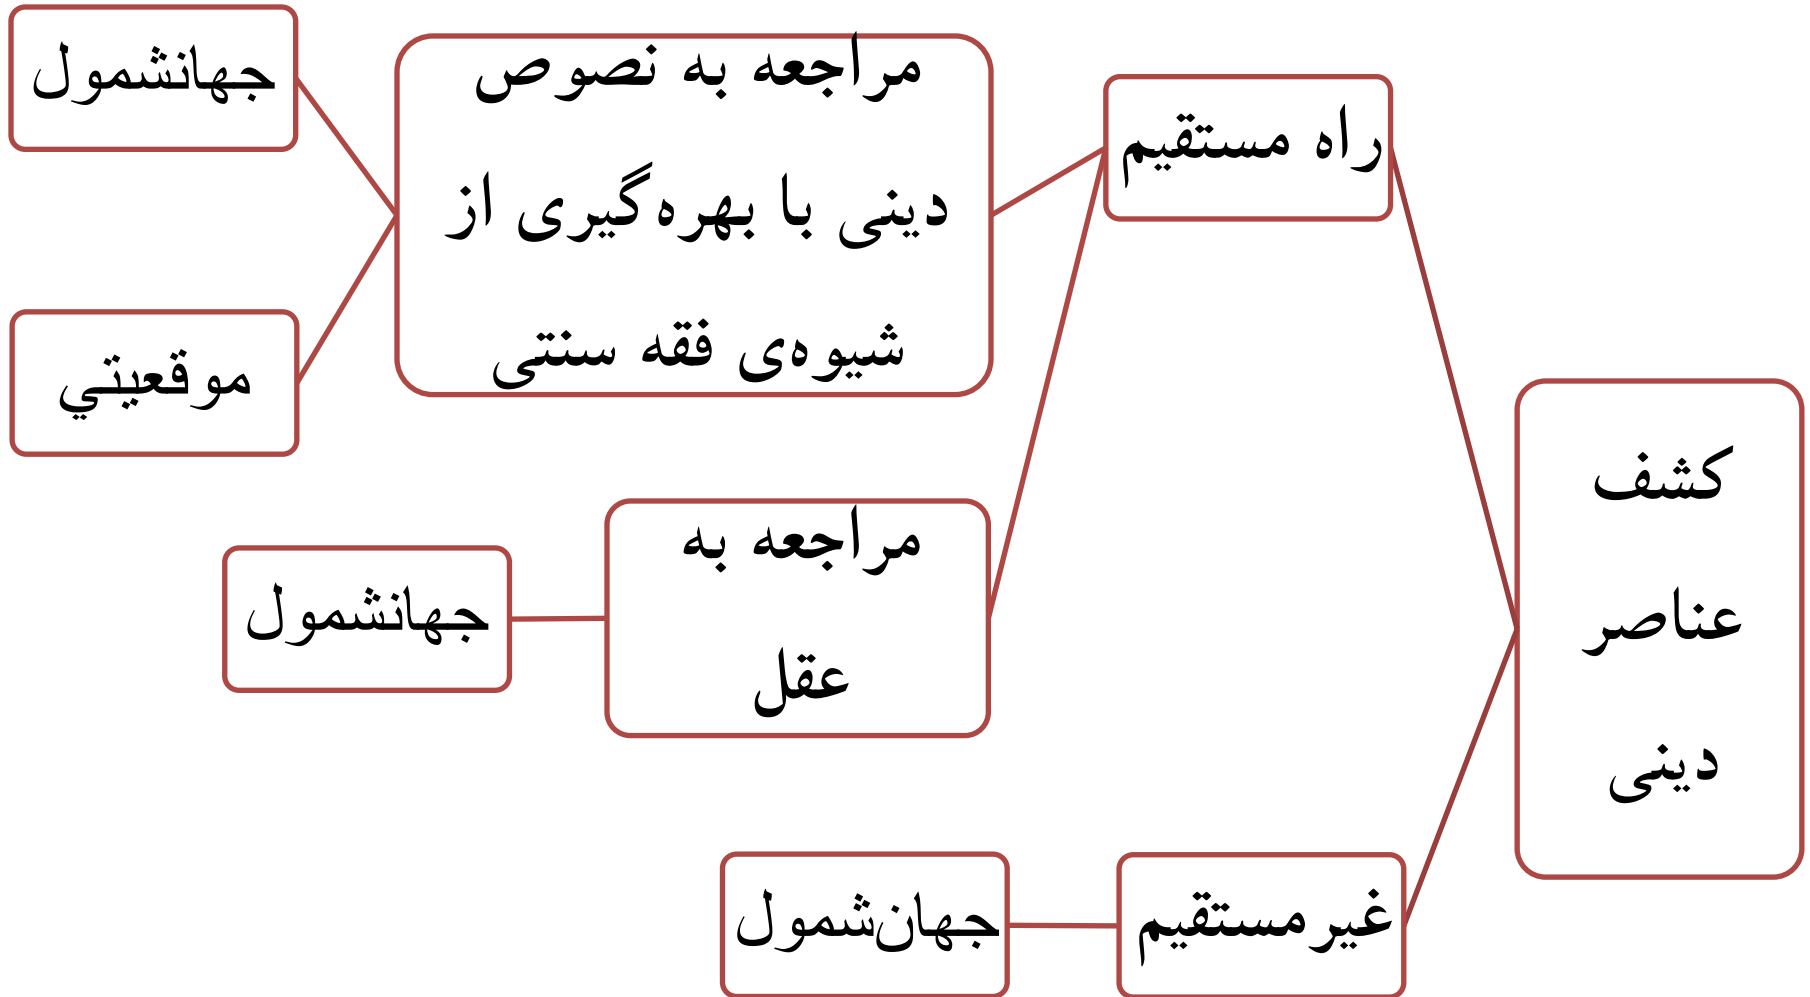 کشف
عناصر
دینی
راه مستقیم
مراجعه به نصوص
دینی با بهره‌گیری از
شیوه‌ی فقه سنتی
جهانشمول
موقعيتي
مراجعه به
عقل
جهانشمول
غیرمستقیم
جهان‌شمول